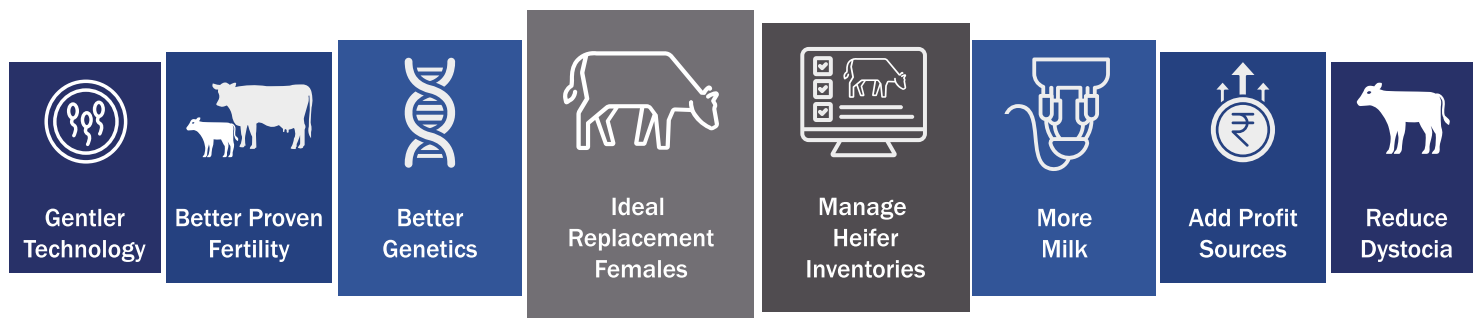 Gentler
Technology
Better Proven
Fertility
Better
Genetics
Ideal
Replacement
Females
Manage
Heifer
Inventories
More
Milk
₹
Add Profit
Sources
Reduce
Dystocia